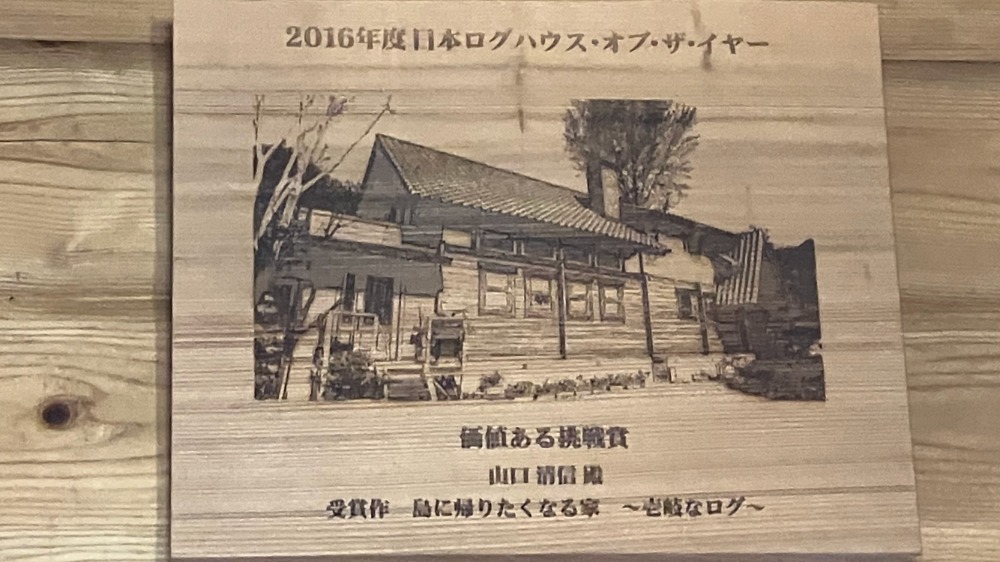 2016年度 日本ログハウス・オブ・ザ・イヤー
価値ある挑戦賞
山口 清信 殿
受賞作　島に帰りたくなる家　～壱岐なログ～